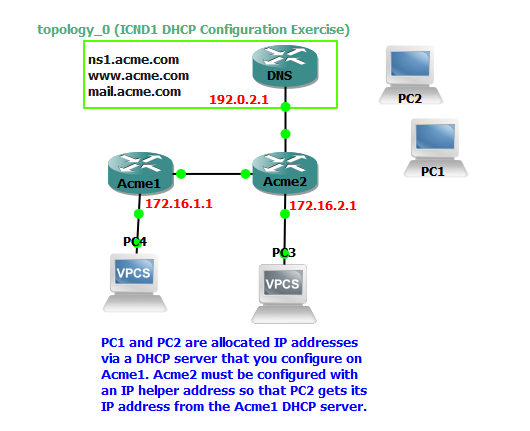 topology_0 (ICND1 DHCP Configuration Exercise)
ns1.acme.com
www.acme.com
mail.acme.com
DNS
192.0.2.1
PC2
PC1
Acme1
Acme2
172.16.1.1
172.16.2.1
PC4
PC3
VPCS
VPCS
PC1 and PC2 are allocated IP addresses
via a DHCP server that you configure on
Acme1. Acme2 must be configured with
an IP helper address so that PC2 gets its
IP address from the Acme1 DHCP server.